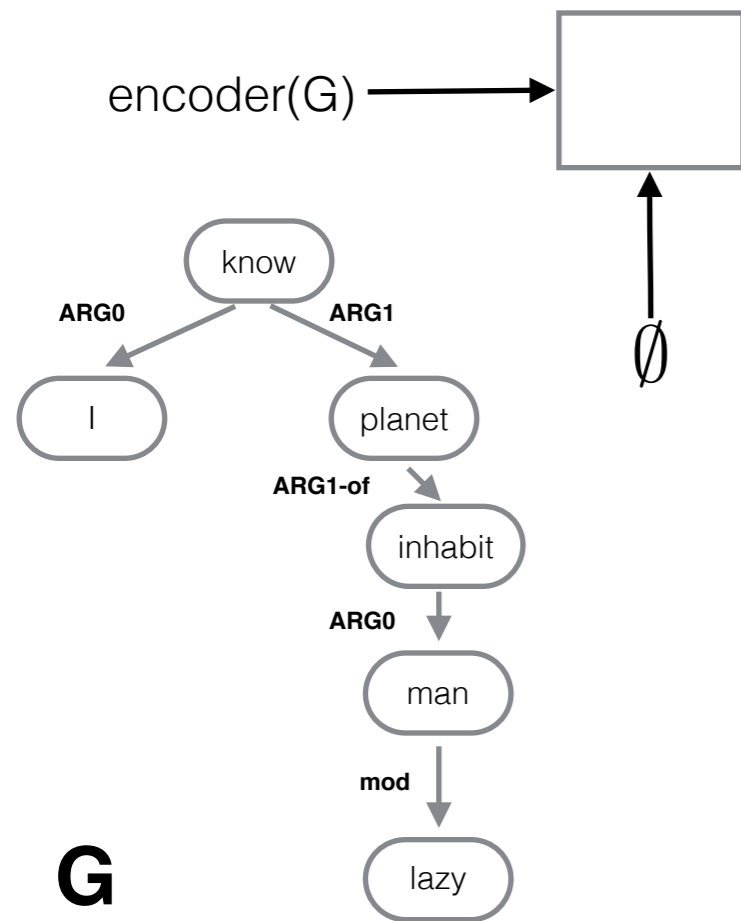 encoder(G)
know
ARG0 ARG1
∅
I planet
ARG1-of
inhabit
ARG0
man
mod
G
lazy